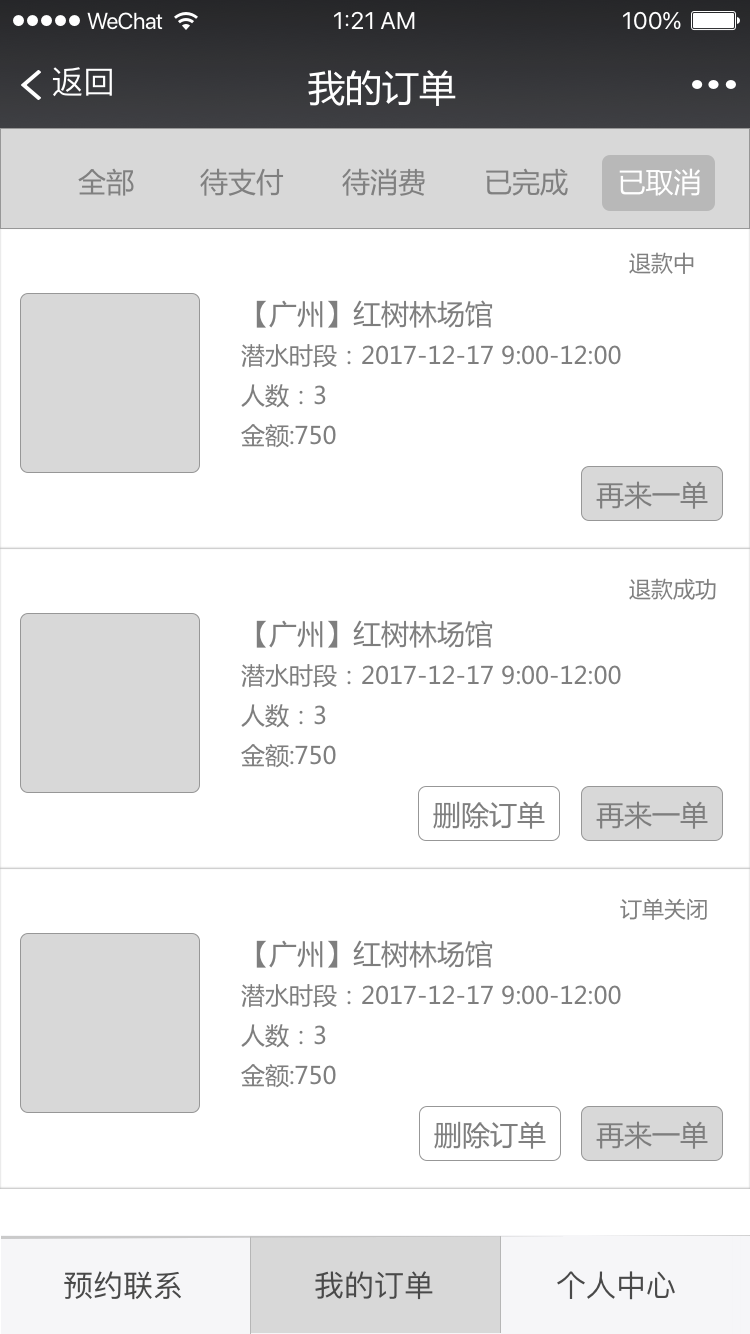 WeChat 1:21 AM 100%
返回 我的订单
全部 待支付 待消费 已完成 已取消
退款中
【广州】红树林场馆
潜水时段：2017-12-17 9:00-12:00
人数：3
金额:750
再来一单
退款成功
【广州】红树林场馆
潜水时段：2017-12-17 9:00-12:00
人数：3
金额:750
删除订单 再来一单
订单关闭
【广州】红树林场馆
潜水时段：2017-12-17 9:00-12:00
人数：3
金额:750
删除订单 再来一单
预约联系 我的订单 个人中心